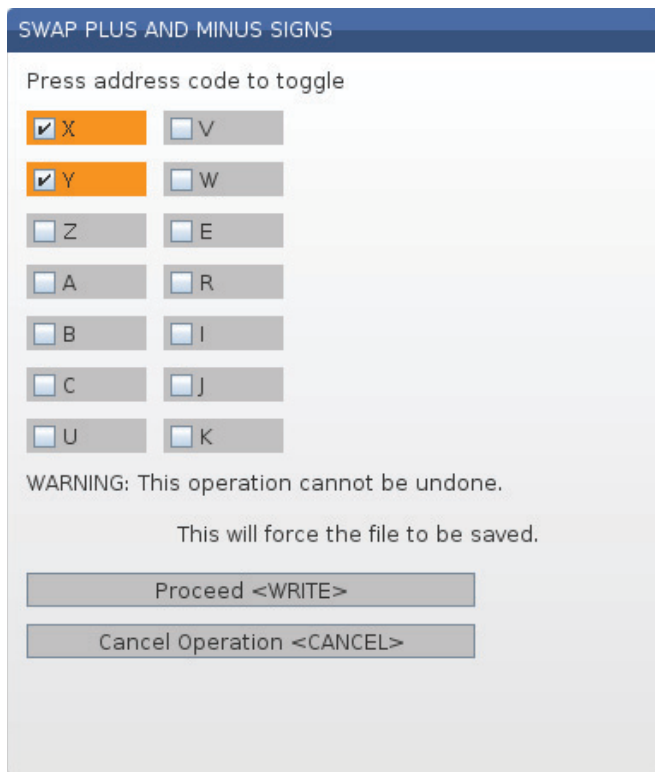 SWAP PLUS AND MINUS SIGNS
Press address code to toggle
X V
Y W
Z E
A R
B I
C J
U K
WARNING: This operation cannot be undone.
This will force the file to be saved.
Proceed <WRITE>
Cancel Operation <CANCEL>